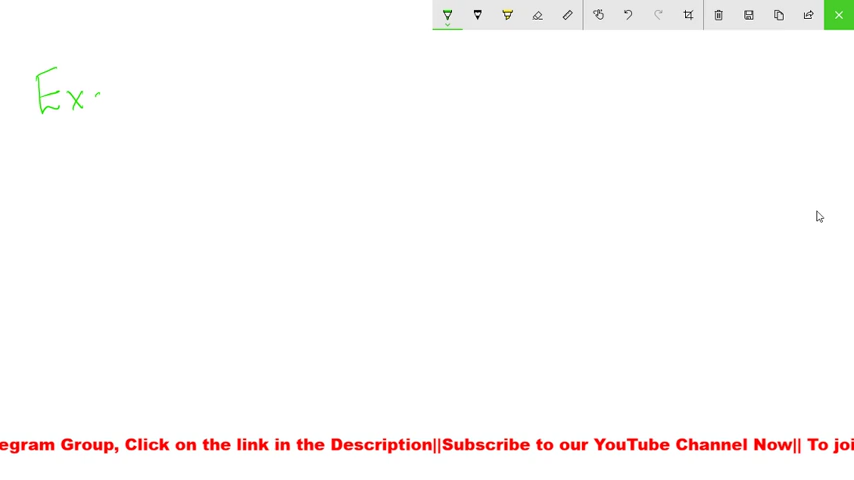 Ex
egram Group, Click on the link in the Description||Subscribe to our YouTube Channel Now|| To joi